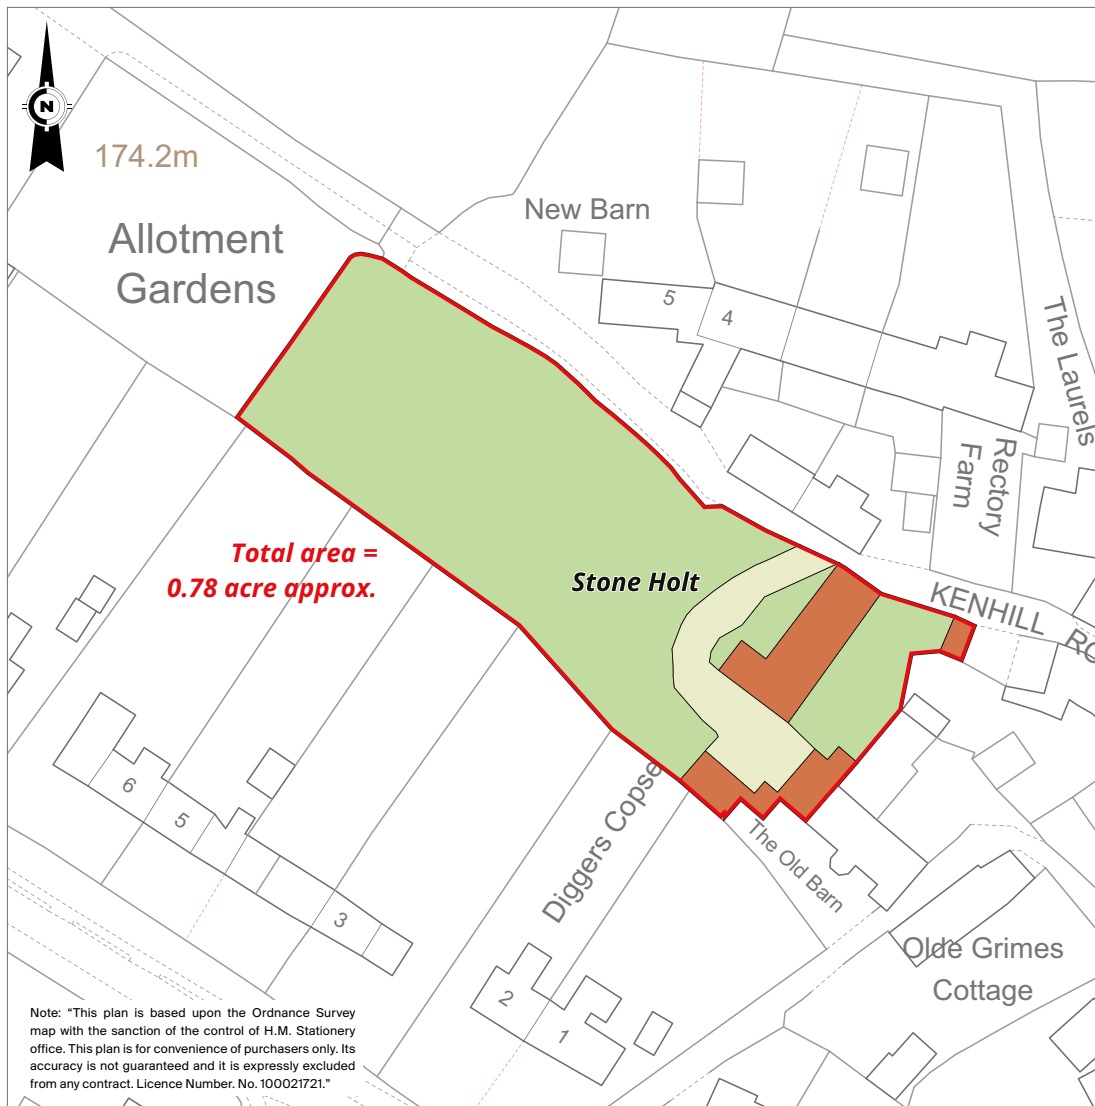 N
174.2m
Allotment
Gardens
New Barn
5
4
The Laurels
Rectory
Farm
Total area =
0.78 acre approx.
Stone Holt
KENHILL
6
5
3
Diggers Copse
The Old Barn
2
1
Olde Grimes
Cottage
Note: “This plan is based upon the Ordnance Survey
map with the sanction of the control of H.M. Stationery
office. This plan is for convenience of purchasers only. Its
accuracy is not guaranteed and it is expressly excluded
from any contract. Licence Number. No. 100021721.”